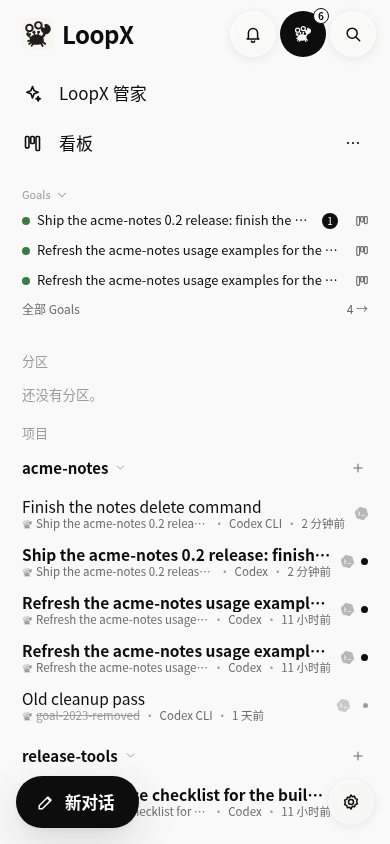 LoopX
6
LoopX 管家
看板
Goals
Ship the acme-notes 0.2 release: finish the ··· 1
Refresh the acme-notes usage examples for the ···
Refresh the acme-notes usage examples for the ···
全部 Goals 4 →
分区
还没有分区。
项目
acme-notes
Finish the notes delete command
Ship the acme-notes 0.2 relea··· · Codex CLI · 2 分钟前
Ship the acme-notes 0.2 release: finish···
Ship the acme-notes 0.2 releas··· · Codex · 2 分钟前
Refresh the acme-notes usage exampl···
Refresh the acme-notes usage··· · Codex · 11 小时前
Refresh the acme-notes usage exampl···
Refresh the acme-notes usage··· · Codex · 11 小时前
Old cleanup pass
goal-2023-removed · Codex CLI · 1 天前
release-tools
新对话
checklist for the buil···
ecklist for ··· · Codex · 11 小时前